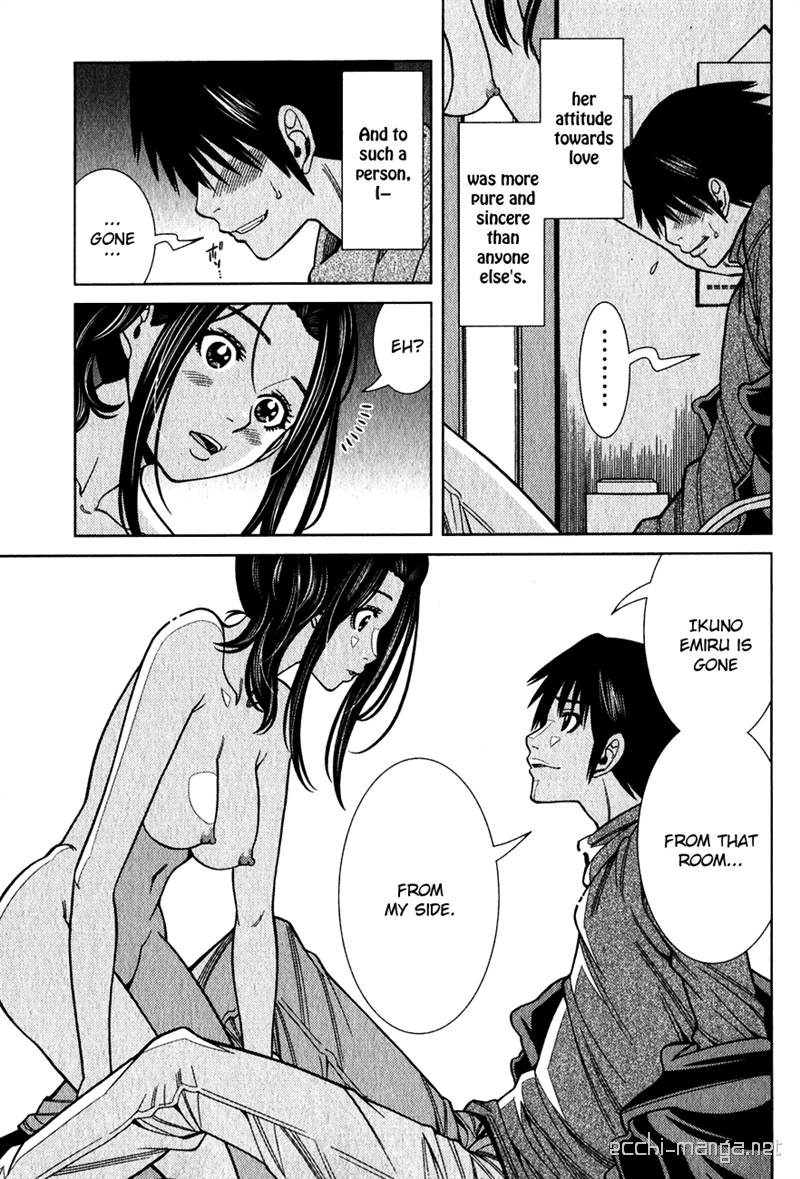 her
attitude
towards
love
was more
pure and
sincere
than
anyone
else's.
.........
And to
such a
person,
I—
...
GONE
...
EH?
IKUNO
EMIRU IS
GONE
FROM THAT
ROOM...
FROM
MY SIDE.
ecchi-manga.net